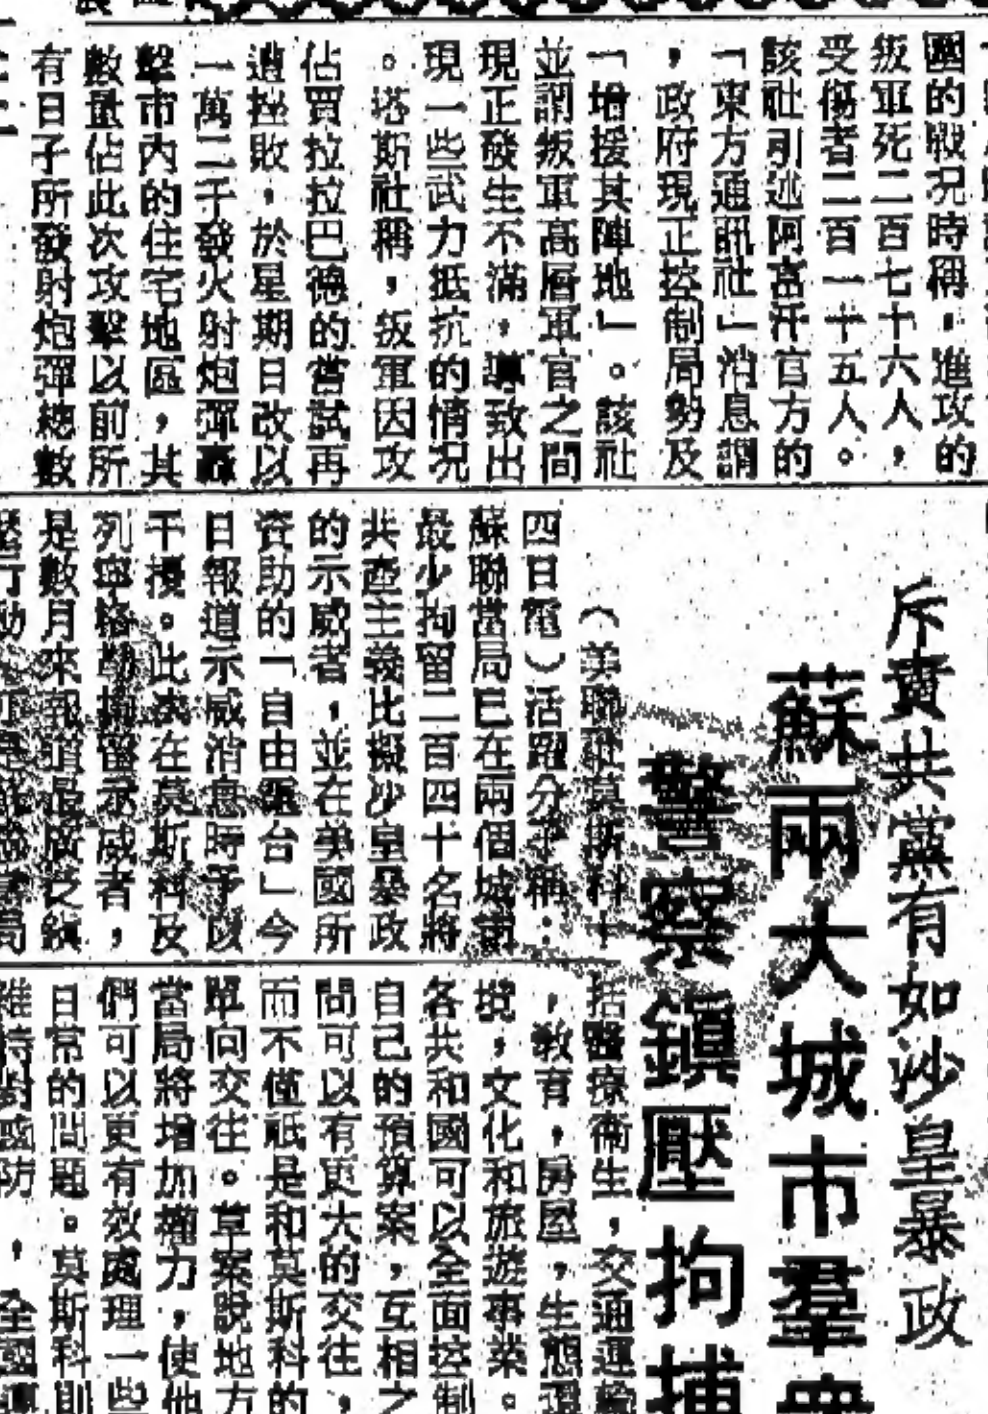 國的戰況時稱，進攻的
叛軍死二百七十六人，
受傷者二百一十五人。
該社引述阿富汗官方的
「東方通訊社」消息謂
，政府現正控制局勢及
「增援其陣地」。該社
並謂叛軍高層軍官之間
現正發生不滿，導致出
現一些武力抵抗的情況
。塔斯社稱，叛軍因攻
佔賈拉拉巴德的嘗試再
遭挫敗，於星期日改以
一萬二千發火射炮彈轟
擊市內的住宅地區，其
數量佔此次攻擊以前所
有日子所發射炮彈總數
斥責共黨有如沙皇暴政
蘇兩大城市羣衆
警察鎮壓拘捕
（美聯社莫斯科十
四日電）活躍分子稱：
蘇聯當局已在兩個城市
最少拘留二百四十名將
共產主義比擬沙皇暴政
的示威者，並在美國所
資助的「自由電台」今
日報道示威消息時予以
干擾。此次在莫斯科及
列寧格勒拘留示威者，
是數月來報道最廣泛鎮
壓行動
當局
括醫療衛生，交通運輸
，教育，房屋，生態環
境，文化和旅遊事業。
各共和國可以全面控制
自己的預算案，互相之
間可以有更大的交往，
而不僅祇是和莫斯科的
單向交往。草案說地方
當局將增加權力，使他
們可以更有效處理一些
日常的問題。莫斯科則
維持對國防，全國運